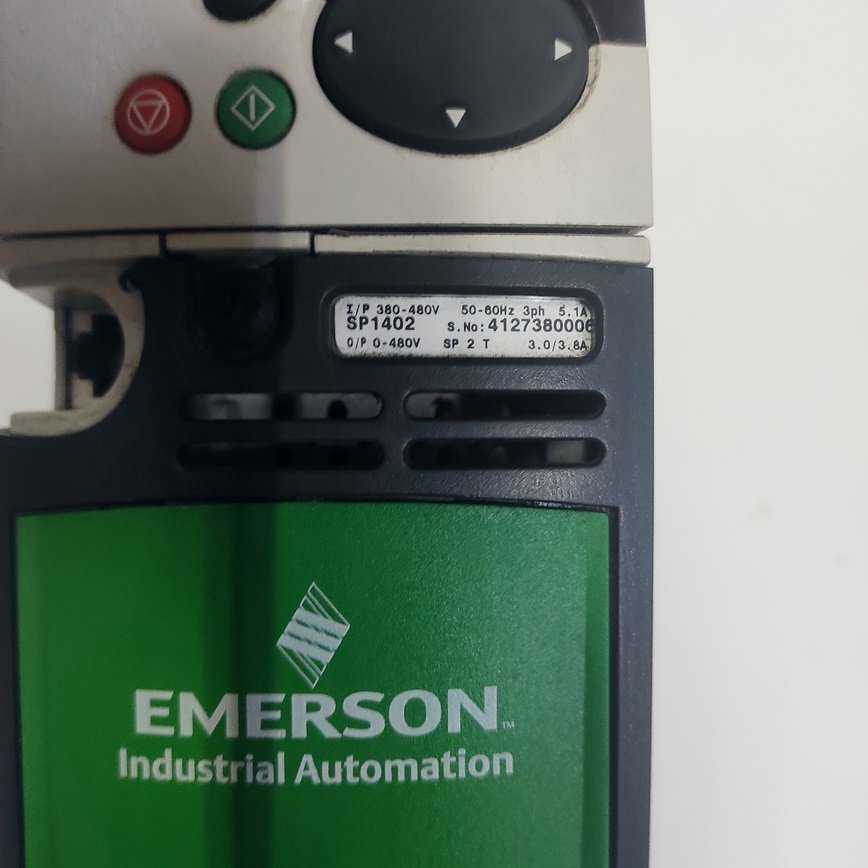 I/P 380-480V 50-60Hz 3ph 5.1A
SP1402 S.No:4127380006
O/P 0-480V SP 2 T 3.0/3.8A
EMERSON™
Industrial Automation